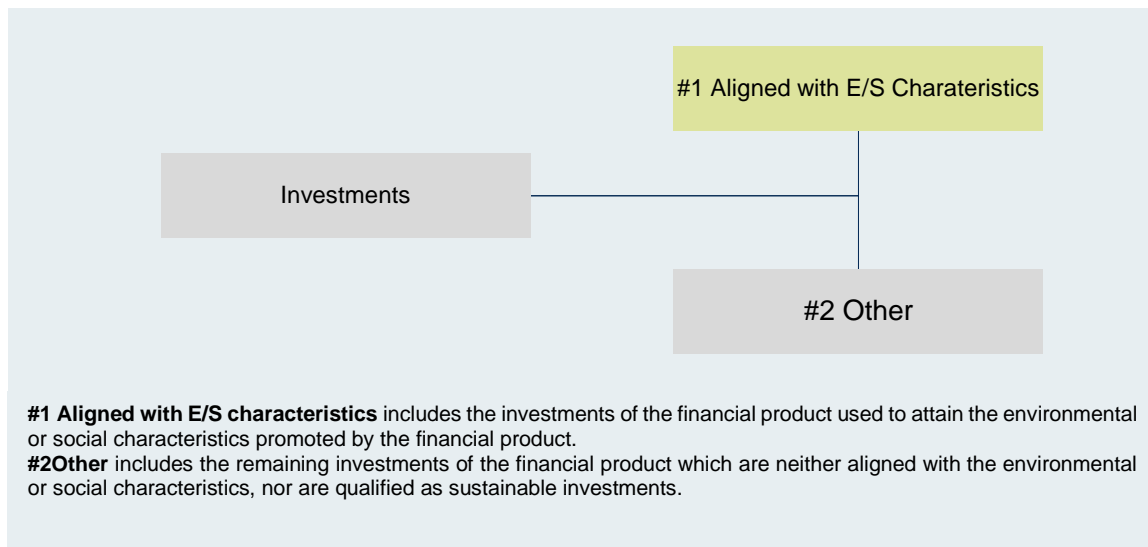 #1 Aligned with E/S Charateristics
Investments
#2 Other
#1 Aligned with E/S characteristics includes the investments of the financial product used to attain the environmental
or social characteristics promoted by the financial product.
#2Other includes the remaining investments of the financial product which are neither aligned with the environmental
or social characteristics, nor are qualified as sustainable investments.